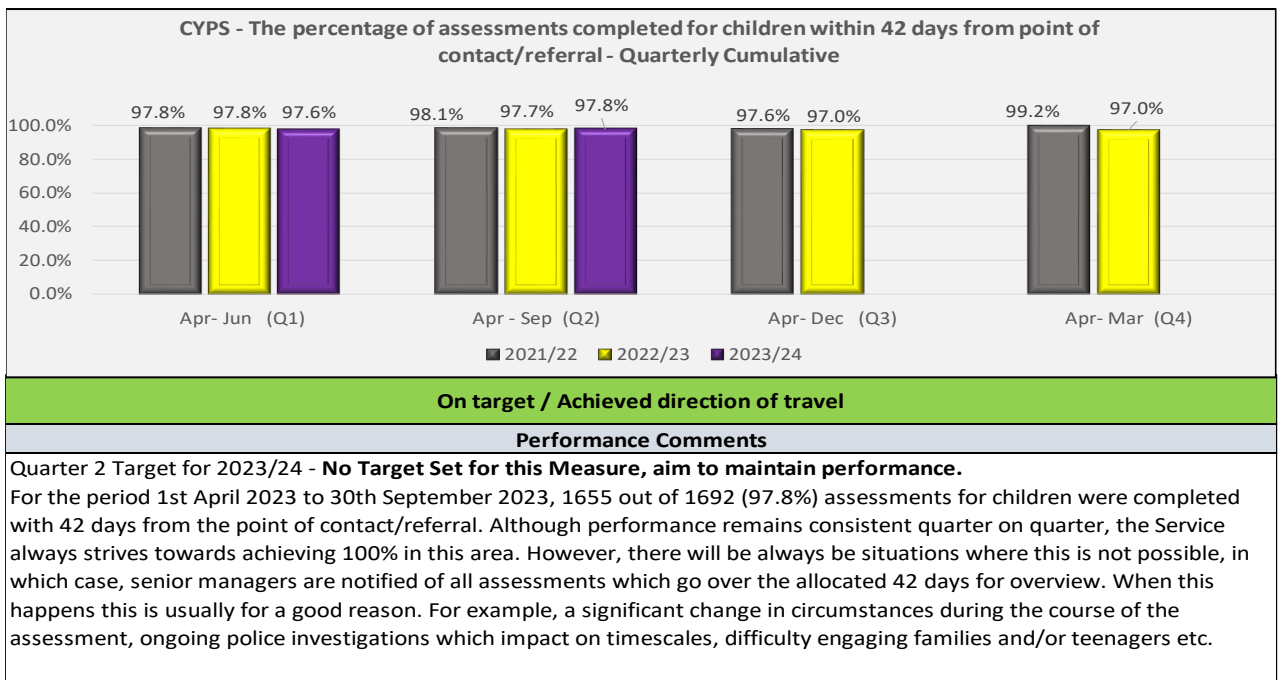 CYPS - The percentage of assessments completed for children within 42 days from point of
contact/referral - Quarterly Cumulative
97.8% 97.8% 97.6% 98.1% 97.7% 97.8% 97.6% 97.0% 99.2% 97.0%
100.0%
80.0%
60.0%
40.0%
20.0%
0.0%
Apr- Jun (Q1) Apr - Sep (Q2) Apr- Dec (Q3) Apr- Mar (Q4)
2021/22 2022/23 2023/24
On target / Achieved direction of travel
Performance Comments
Quarter 2 Target for 2023/24 - No Target Set for this Measure, aim to maintain performance.
For the period 1st April 2023 to 30th September 2023, 1655 out of 1692 (97.8%) assessments for children were completed
with 42 days from the point of contact/referral. Although performance remains consistent quarter on quarter, the Service
always strives towards achieving 100% in this area. However, there will be always be situations where this is not possible, in
which case, senior managers are notified of all assessments which go over the allocated 42 days for overview. When this
happens this is usually for a good reason. For example, a significant change in circumstances during the course of the
assessment, ongoing police investigations which impact on timescales, difficulty engaging families and/or teenagers etc.